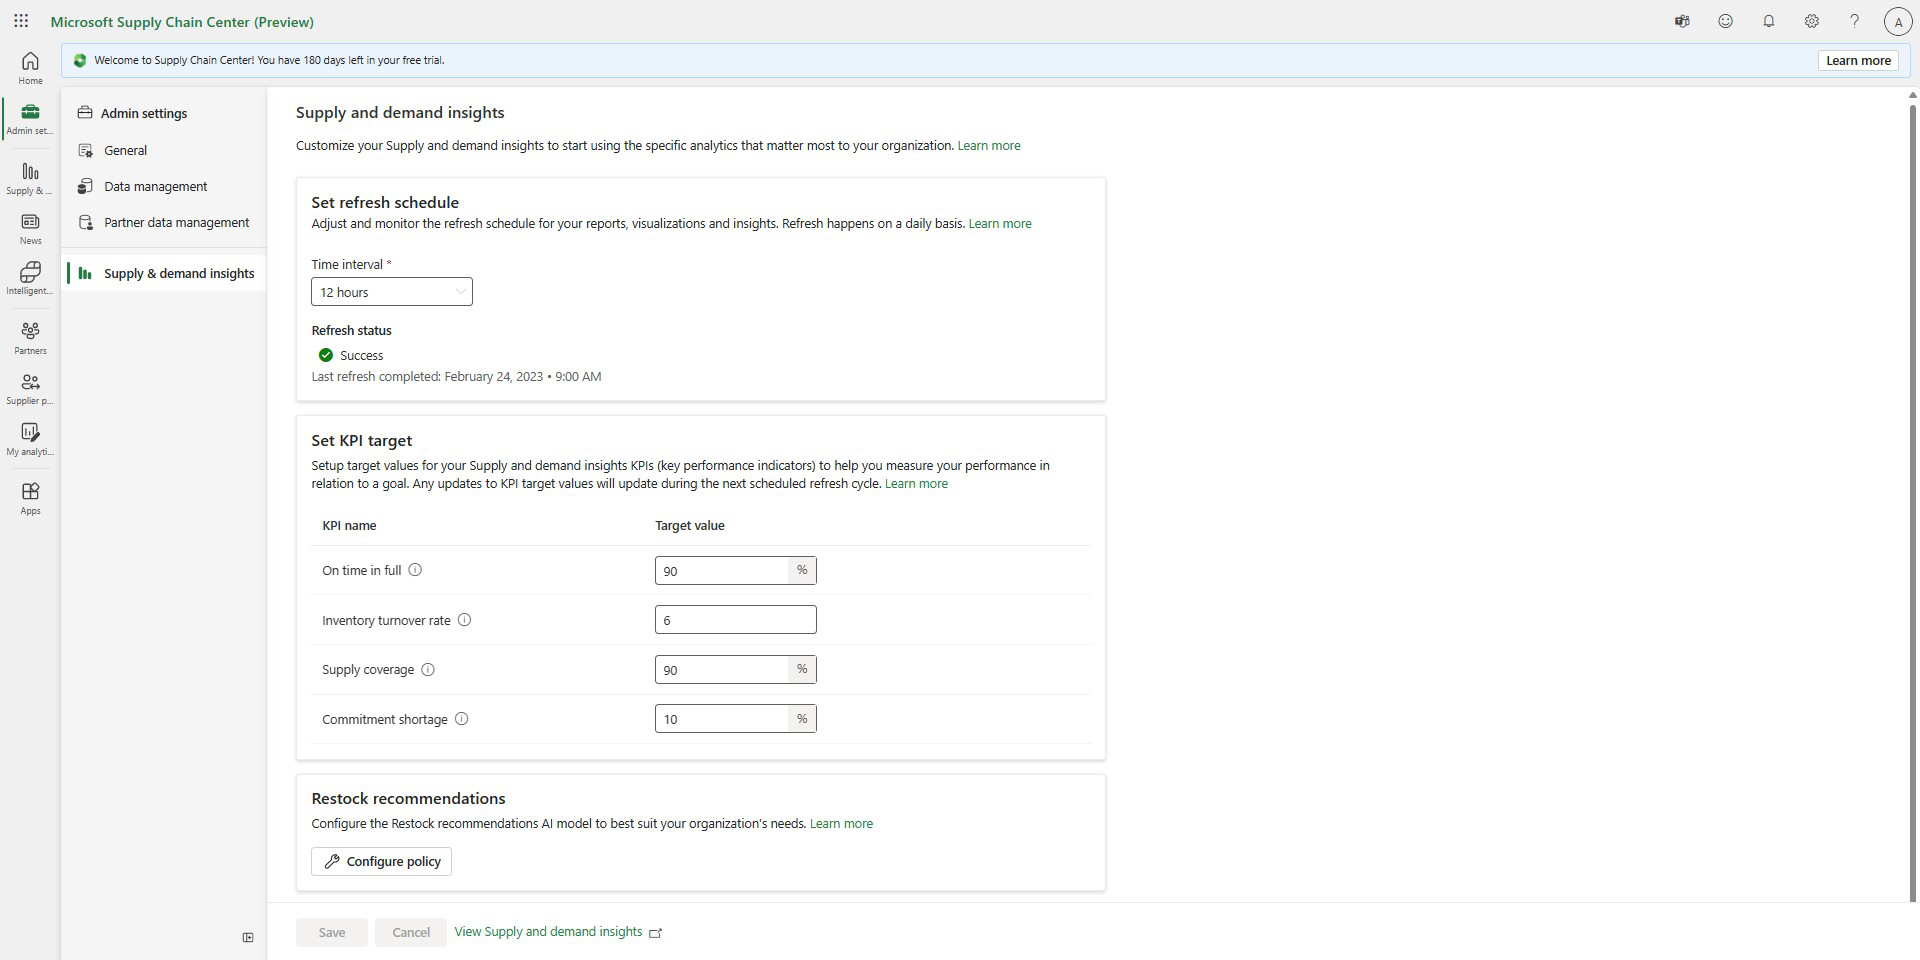 Microsoft Supply Chain Center (Preview)
A
Welcome to Supply Chain Center! You have 180 days left in your free trial.
Learn more
Home
Admin set...
Supply & ...
News
Intelligent...
Partners
Supplier p...
My analyti...
Apps
Admin settings
General
Data management
Partner data management
Supply & demand insights
Supply and demand insights
Customize your Supply and demand insights to start using the specific analytics that matter most to your organization. Learn more
Set refresh schedule
Adjust and monitor the refresh schedule for your reports, visualizations and insights. Refresh happens on a daily basis. Learn more
Time interval *
12 hours
Refresh status
Success
Last refresh completed: February 24, 2023 • 9:00 AM
Set KPI target
Setup target values for your Supply and demand insights KPIs (key performance indicators) to help you measure your performance in
relation to a goal. Any updates to KPI target values will update during the next scheduled refresh cycle. Learn more
KPI name Target value
On time in full 90 %
Inventory turnover rate 6
Supply coverage 90 %
Commitment shortage 10 %
Restock recommendations
Configure the Restock recommendations AI model to best suit your organization's needs. Learn more
Configure policy
Save Cancel View Supply and demand insights